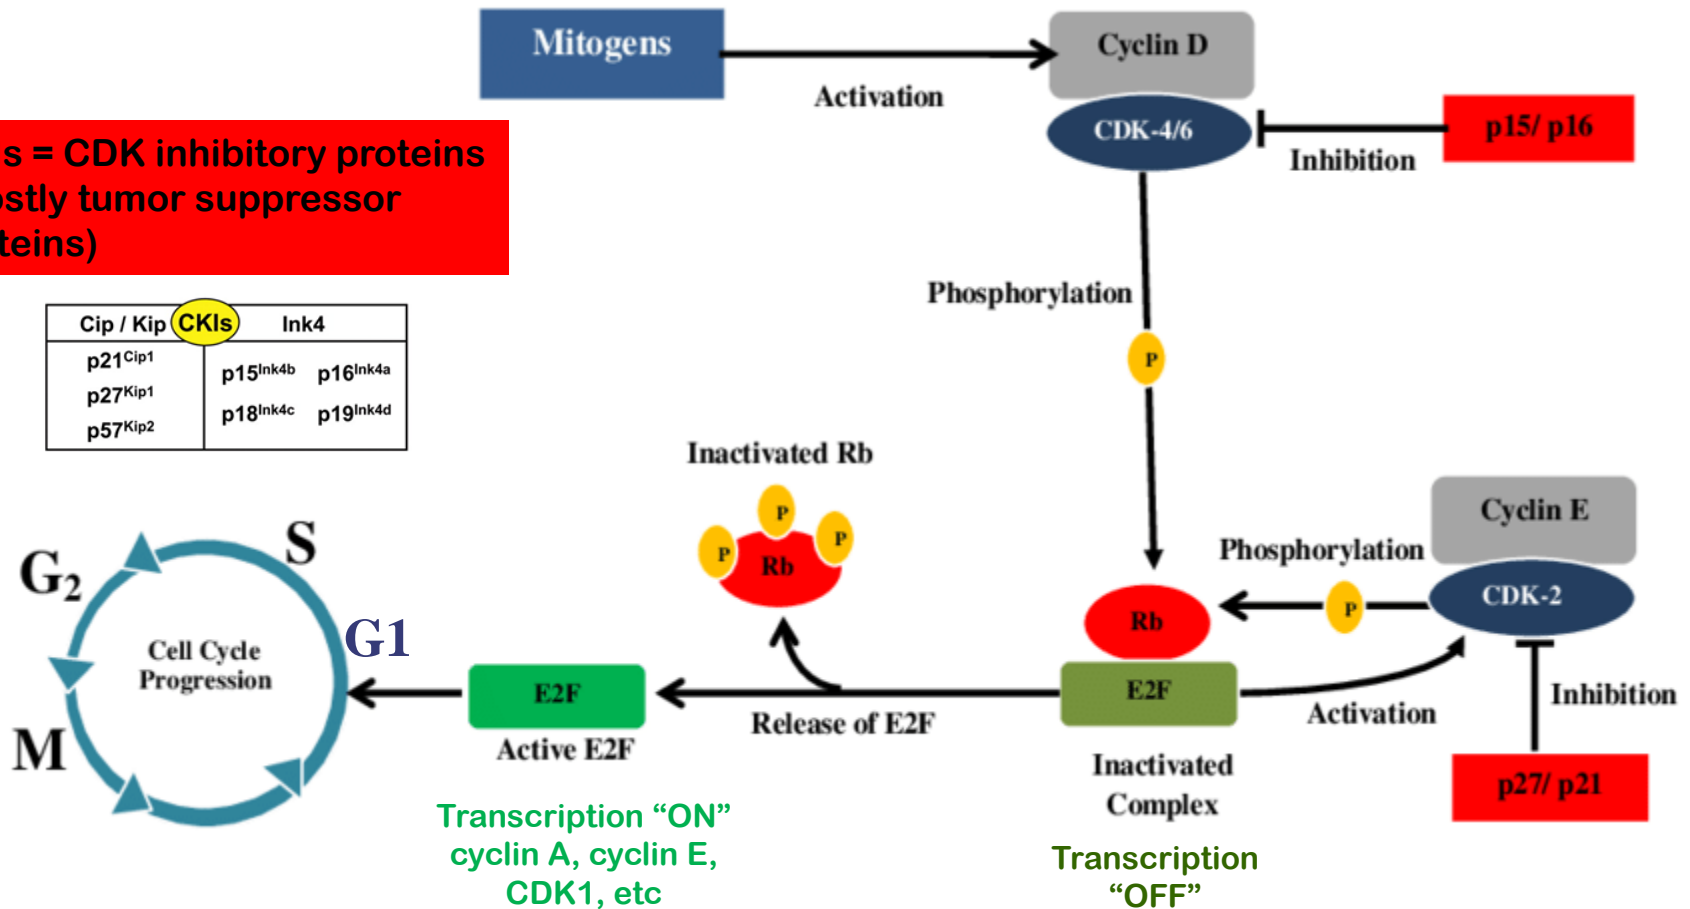 Mitogens
Activation
Cyclin D
CDK-4/6
Inhibition
p15/ p16
s = CDK inhibitory proteins
stly tumor suppressor
teins)
Cip / Kip CKIs Ink4
p21Cip1
p27Kip1
p57Kip2
p15Ink4b p16Ink4a
p18Ink4c p19Ink4d
Phosphorylation
P
Inactivated Rb
P
P
P
Rb
Cyclin E
CDK-2
Phosphorylation
P
Rb
E2F
Inactivated
Complex
Transcription
“OFF”
Activation
Inhibition
p27/ p21
Release of E2F
E2F
Active E2F
Transcription “ON”
cyclin A, cyclin E,
CDK1, etc
S
G2
G1
M
Cell Cycle
Progression